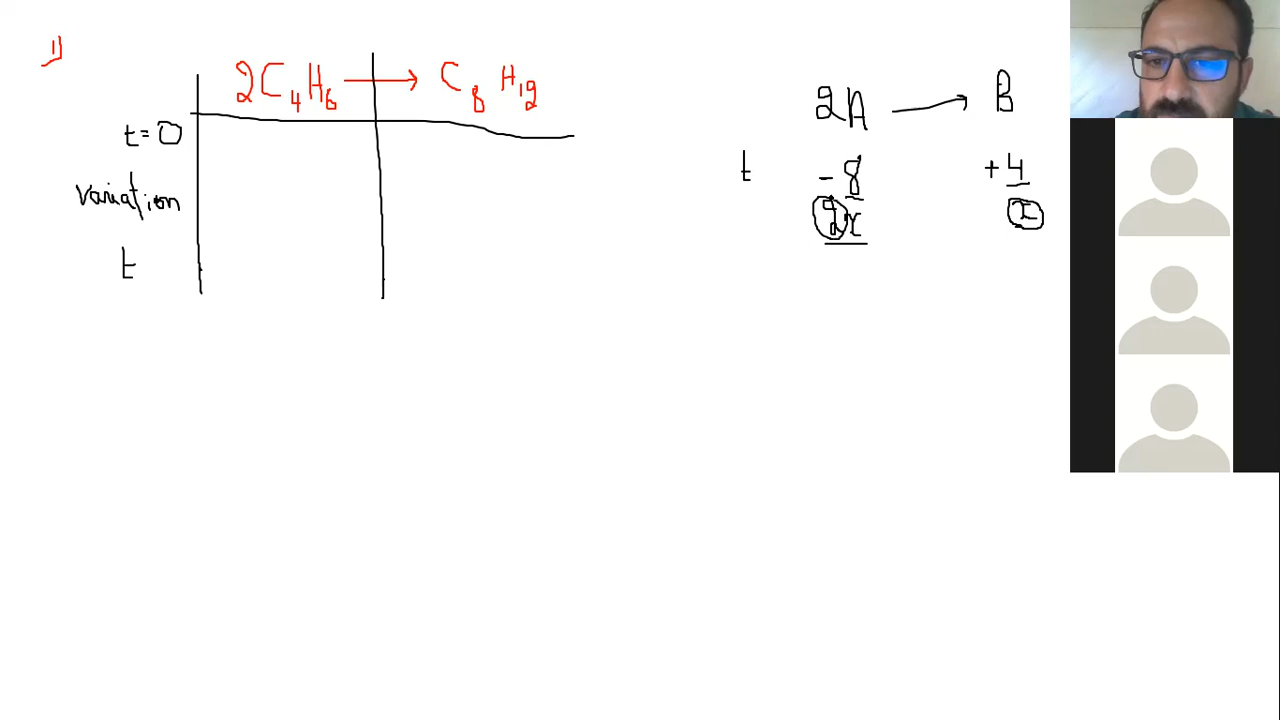 1)
2C₄H₆ → C₈H₁₂
t=0
variation
t
2A → B
t -8 +4
2x x